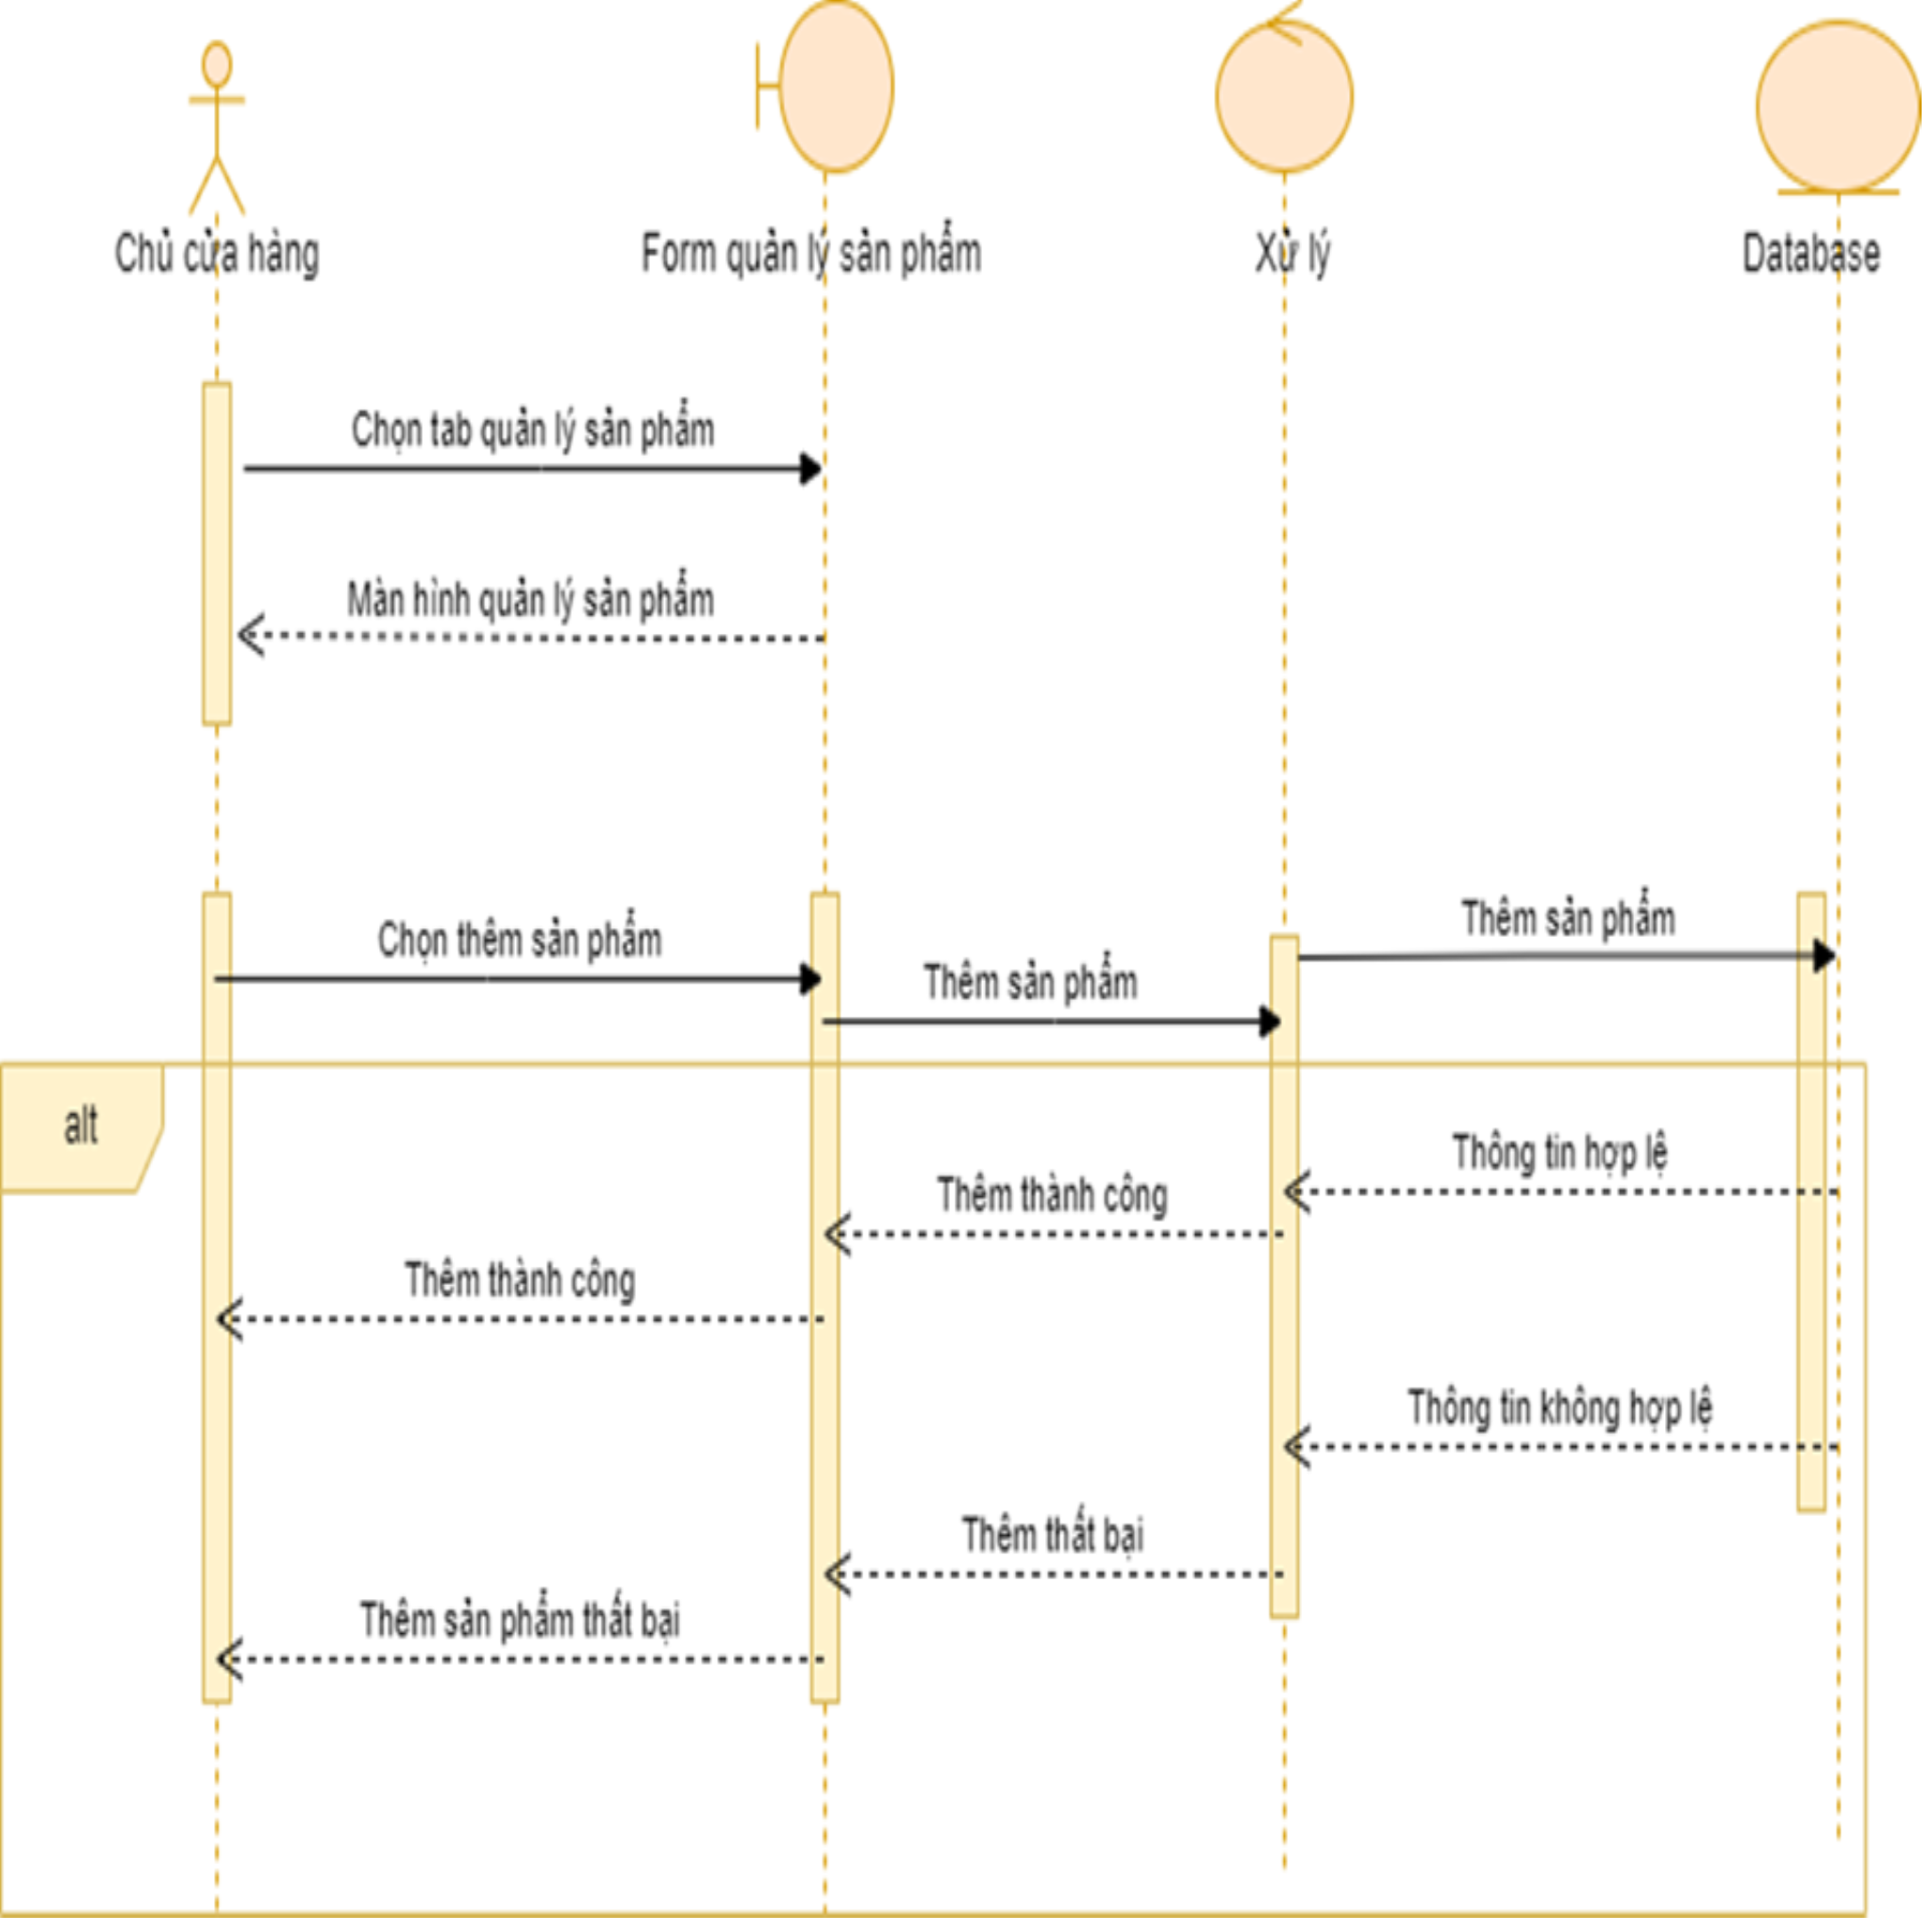 Chủ cửa hàng
Form quản lý sản phẩm
Xử lý
Database
Chọn tab quản lý sản phẩm
Màn hình quản lý sản phẩm
Thêm sản phẩm
Chọn thêm sản phẩm
Thêm sản phẩm
alt
Thông tin hợp lệ
Thêm thành công
Thêm thành công
Thông tin không hợp lệ
Thêm thất bại
Thêm sản phẩm thất bại